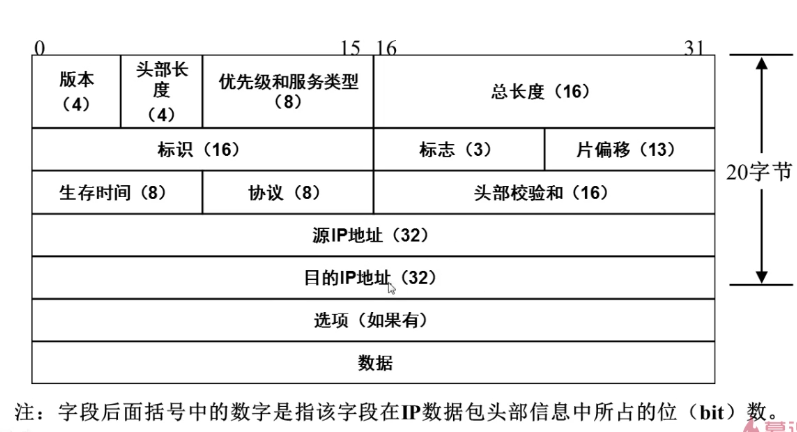 0 15 16 31
版本
(4)
头部长
度
(4)
优先级和服务类型
(8)
总长度(16)
标识(16)
标志(3)
片偏移(13)
生存时间(8)
协议(8)
头部校验和(16)
源IP地址(32)
目的IP地址(32)
选项(如果有)
数据
20字节
注:字段后面括号中的数字是指该字段在IP数据包头部信息中所占的位(bit)数。